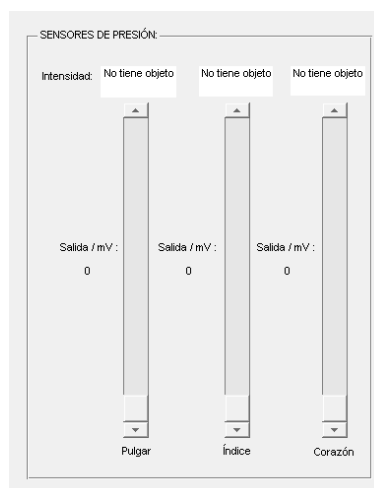 SENSORES DE PRESIÓN:
Intensidad: No tiene objeto No tiene objeto No tiene objeto
Salida / mV : Salida / mV : Salida / mV :
0 0 0
Pulgar Índice Corazón